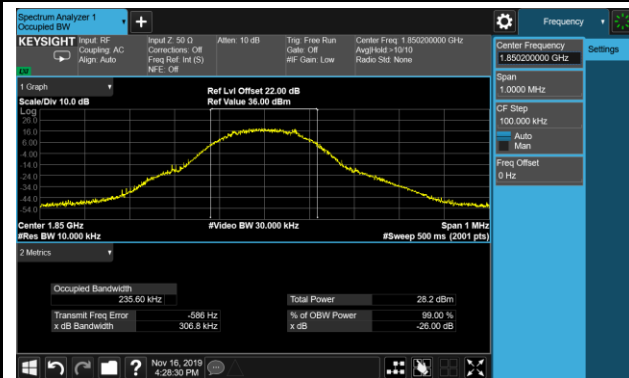 Spectrum Analyzer 1
Occupied BW
Frequency
KEYSIGHT
Input: RF
Coupling: AC
Align: Auto
Input Z: 50 Ω
Corrections: Off
Freq Ref: Int (S)
NFE: Off
Atten: 10 dB
Trig: Free Run
Gate: Off
#IF Gain: Low
Center Freq: 1.850200000 GHz
Avg|Hold:>10/10
Radio Std: None
Center Frequency
1.850200000 GHz
Settings
Span
1.0000 MHz
CF Step
100.000 kHz
Auto
Man
Freq Offset
0 Hz
1 Graph
Scale/Div 10.0 dB
Ref Lvl Offset 22.00 dB
Ref Value 36.00 dBm
Log
26.0
16.0
6.00
-4.00
-14.0
-24.0
-34.0
-44.0
-54.0
Center 1.85 GHz
#Video BW 30.000 kHz
Span 1 MHz
#Res BW 10.000 kHz
#Sweep 500 ms (2001 pts)
2 Metrics
Occupied Bandwidth
235.60 kHz
Total Power 28.2 dBm
Transmit Freq Error -586 Hz
% of OBW Power 99.00 %
x dB Bandwidth 306.8 kHz
x dB -26.00 dB
Nov 16, 2019
4:28:30 PM